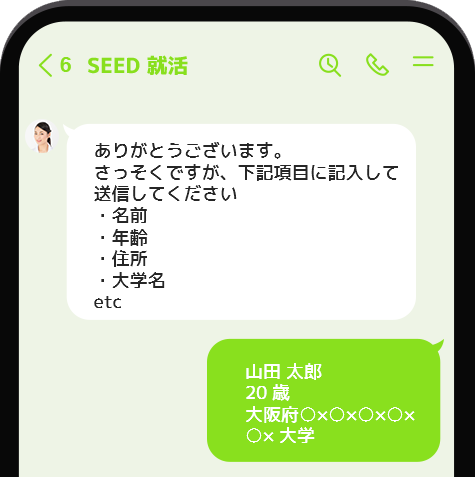 6 SEED 就活
ありがとうございます。
さっそくですが、下記項目に記入して
送信してください
・名前
・年齢
・住所
・大学名
etc
山田 太郎
20 歳
大阪府○×○×○×○×
○× 大学